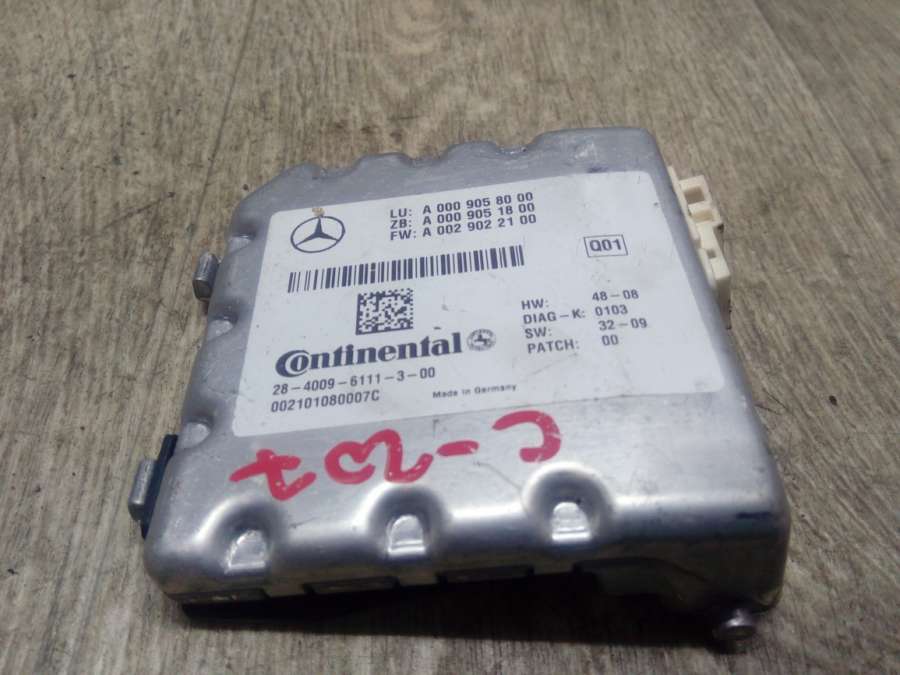 LU: A 000 905 80 00
ZB: A 000 905 18 00
FW: A 002 902 21 00
Q01
HW: 48-08
DIAG-K: 0103
SW: 32-09
PATCH: 00
Continental
28-4009-6111-3-00
002101080007C
Made in Germany
C-207